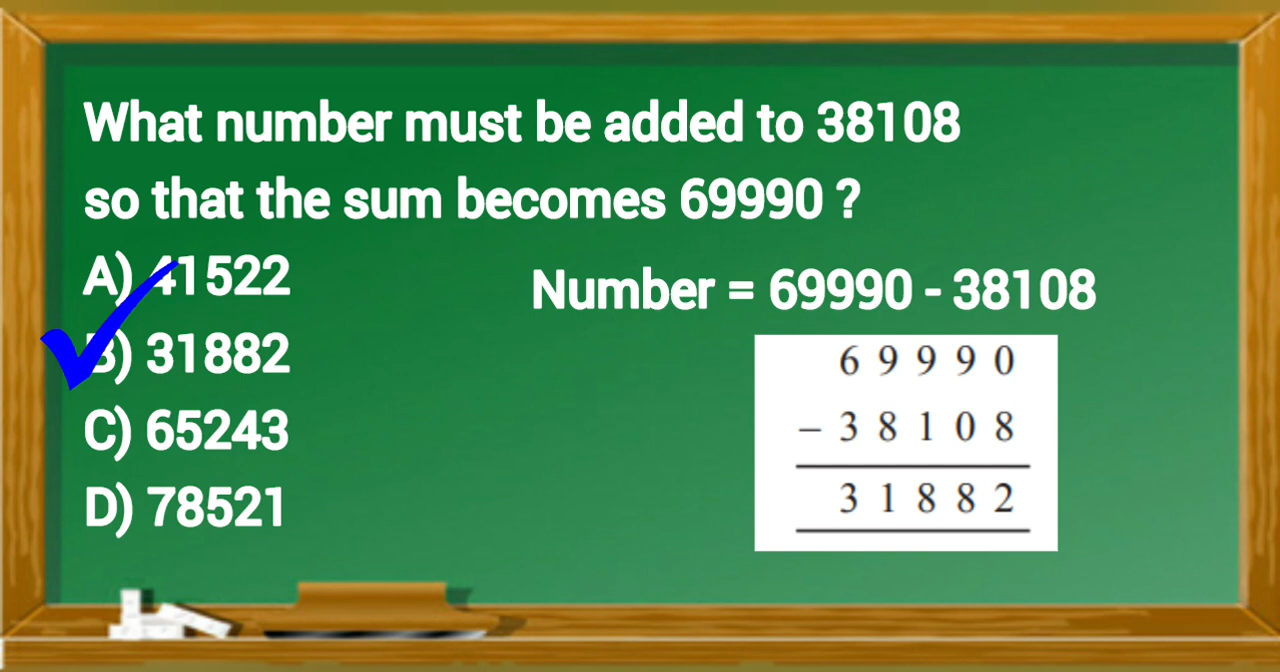 What number must be added to 38108
so that the sum becomes 69990 ?
A) 41522
B) 31882
C) 65243
D) 78521
Number = 69990 - 38108
6 9 9 9 0
– 3 8 1 0 8
3 1 8 8 2